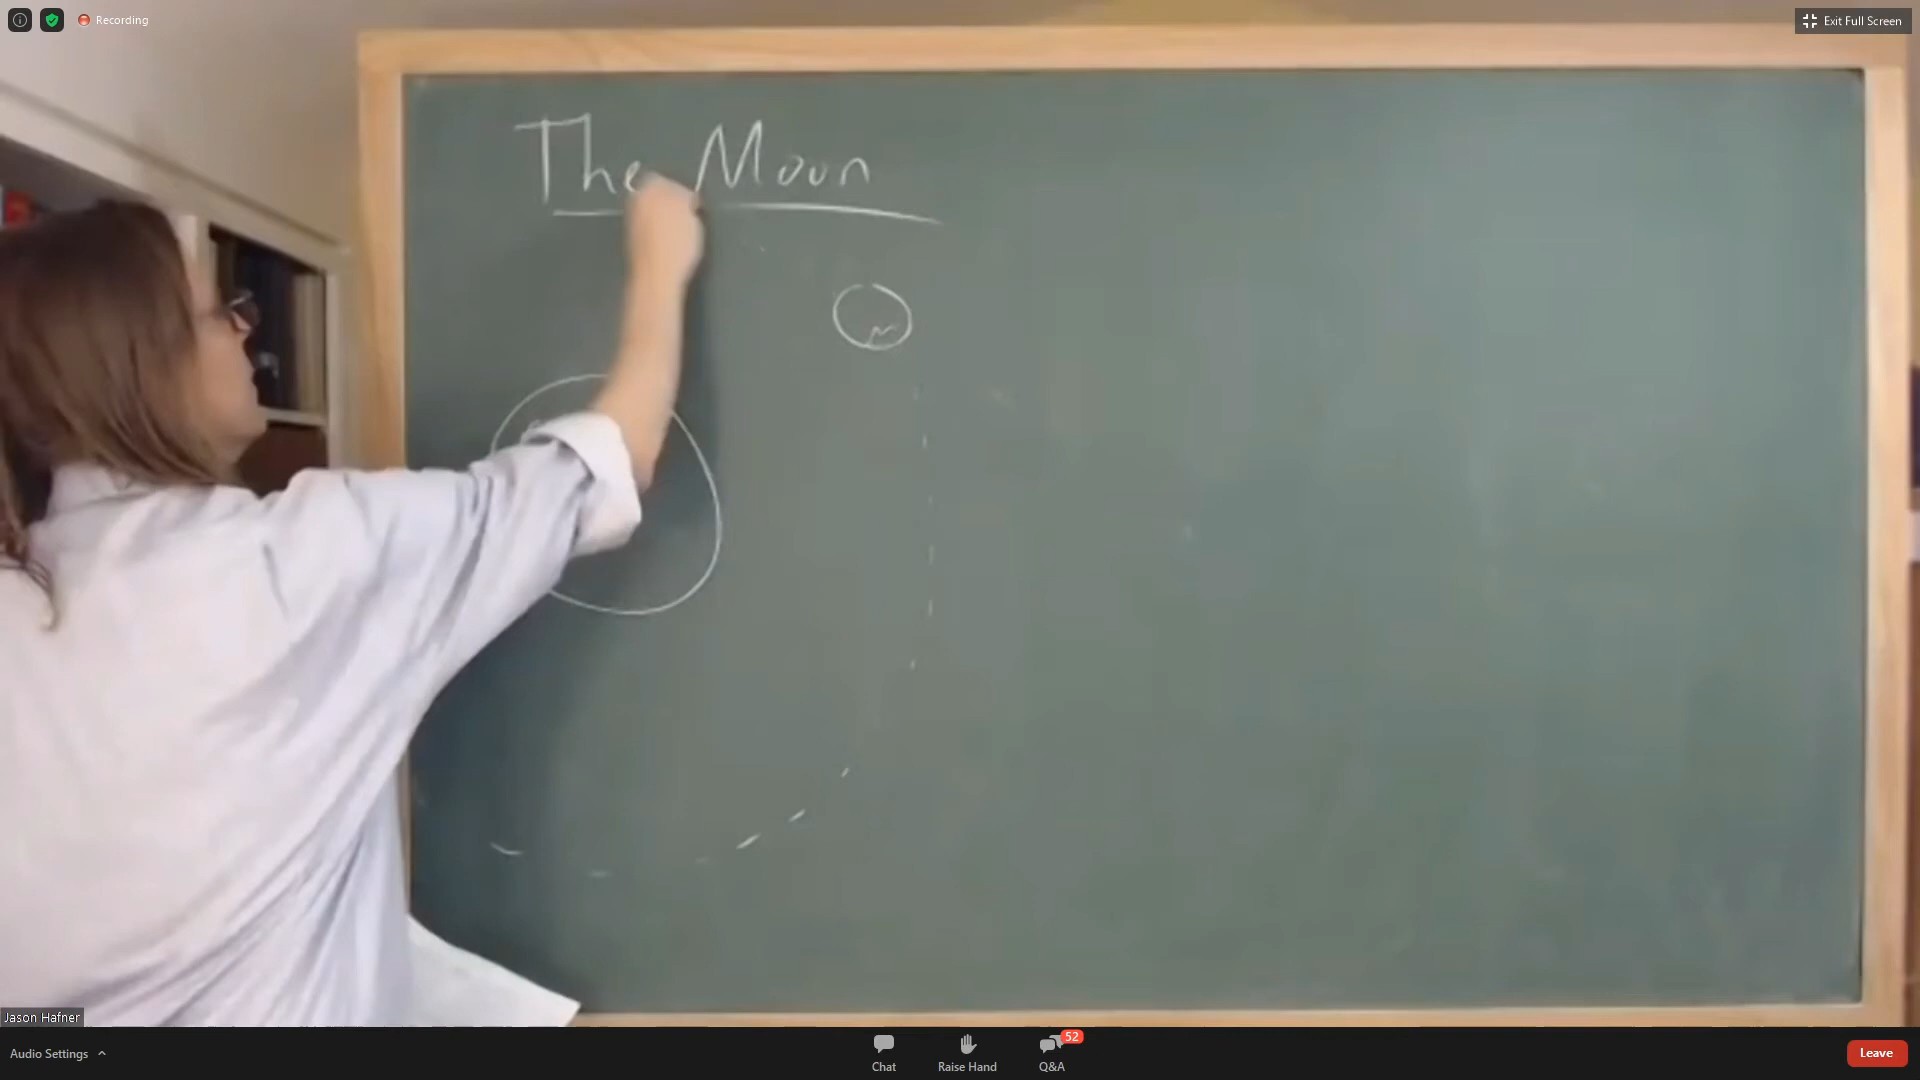 Recording
Exit Full Screen
The Moon
Jason Hafner
Audio Settings
Chat
Raise Hand
Q&A
52
Leave